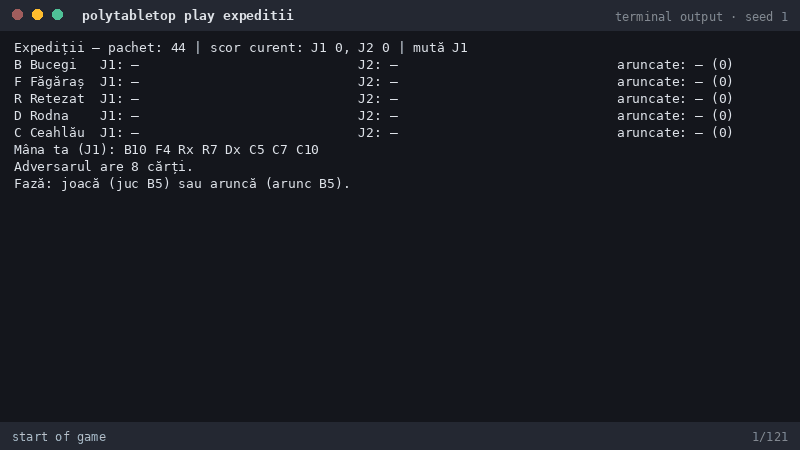 polytabletop play expeditii
terminal output · seed 1
Expediții — pachet: 44 | scor curent: J1 0, J2 0 | mută J1
B Bucegi J1: — J2: — aruncate: — (0)
F Făgăraș J1: — J2: — aruncate: — (0)
R Retezat J1: — J2: — aruncate: — (0)
D Rodna J1: — J2: — aruncate: — (0)
C Ceahlău J1: — J2: — aruncate: — (0)
Mâna ta (J1): B10 F4 Rx R7 Dx C5 C7 C10
Adversarul are 8 cărți.
Fază: joacă (juc B5) sau aruncă (arunc B5).
start of game
1/121